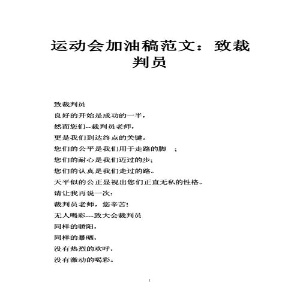 运动会加油稿范文：致裁
判员
致裁判员
良好的开始是成功的一半，
然而您们--裁判员老师，
更是我们到达终点的关键。
您们的公平是我们用于走路的脚 ；
您们的耐心是我们迈过的步；
您们的认真是我们走过的路。
天平似的公正显视出您们正直无私的性格。
请让我再说一次：
裁判员老师，您辛苦！
无人喝彩---致大会裁判员
同样的骄阳，
同样的暴晒，
没有热烈的欢呼，
没有激动的喝彩。
1